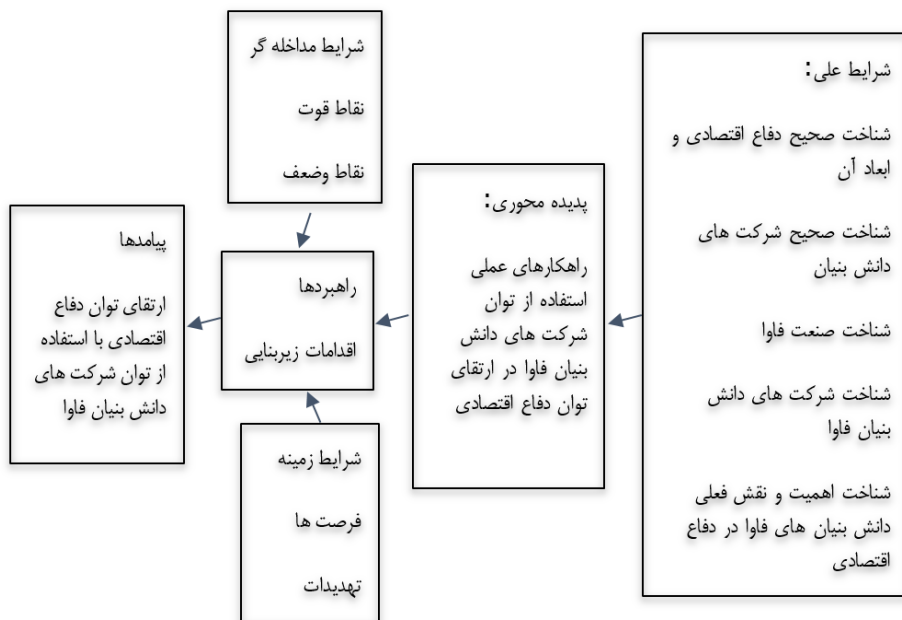 شرایط علی:
شناخت صحیح دفاع اقتصادی و
ابعاد آن
شناخت صحیح شرکت های
دانش بنیان
شناخت صنعت فاوا
شناخت شرکت های دانش
بنیان فاوا
شناخت اهمیت و نقش فعلی
دانش بنیان های فاوا در دفاع
اقتصادی
پدیده محوری:
راهکارهای عملی
استفاده از توان
شرکت های دانش
بنیان فاوا در ارتقای
توان دفاع اقتصادی
شرایط مداخله گر
نقاط قوت
نقاط وضعف
راهبردها
اقدامات زیربنایی
شرایط زمینه
فرصت ها
تهدیدات
پیامدها
ارتقای توان دفاع
اقتصادی با استفاده
از توان شرکت های
دانش بنیان فاوا